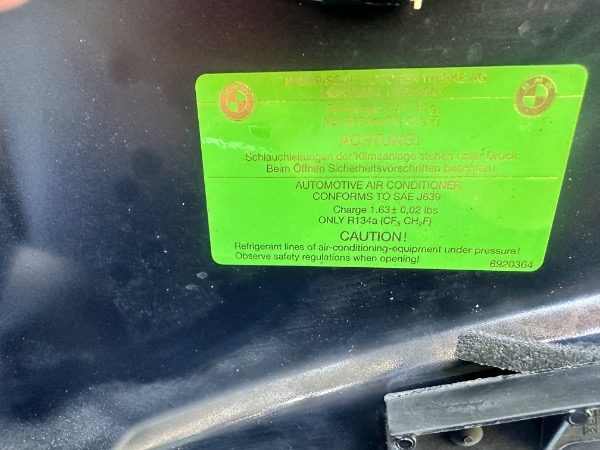 ACHTUNG!
Schlauchleitungen der Klimaanlage stehen unter Druck.
Beim Öffnen Sicherheitsvorschriften beachten!
AUTOMOTIVE AIR CONDITIONER
CONFORMS TO SAE J639
Charge 1.63± 0,02 lbs
ONLY R134a (CF₃ CH₂F)
CAUTION!
Refrigerant lines of air-conditioning-equipment under pressure!
Observe safety regulations when opening!
6920364